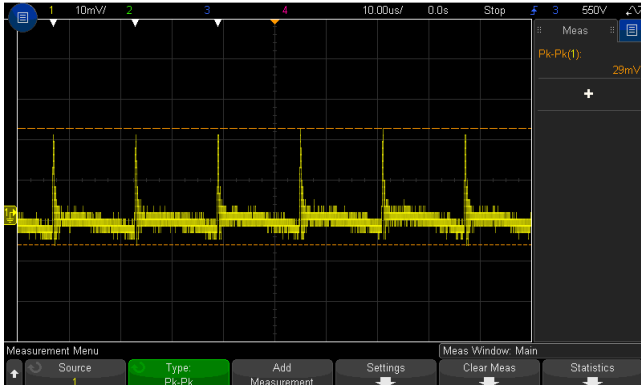 1 10mV/ 2 3 4 10.00us/ 0.0s Stop 3 550V
Meas
Pk-Pk(1):
29mV
+
1
Measurement Menu
Meas Window: Main
Source Type: Add Settings Clear Meas Statistics
1 Pk-Pk Measurement